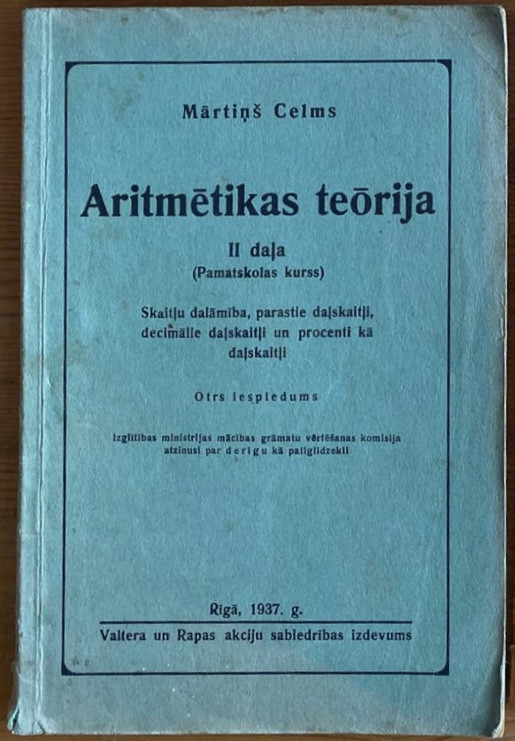 Mārtiņš Celms
Aritmētikas teōrija
II daļa
(Pamatskolas kurss)
Skaitļu dalāmība, parastie daļskaitļi,
decimālie daļskaitļi un procenti kā
daļskaitļi
Otrs iespiedums
Izglītības ministrijas mācības grāmatu vērtēšanas komisija
atzinusi par derīgu kā palīglīdzekli
Rīgā, 1937. g.
Valtera un Rapas akciju sabiedrības izdevums